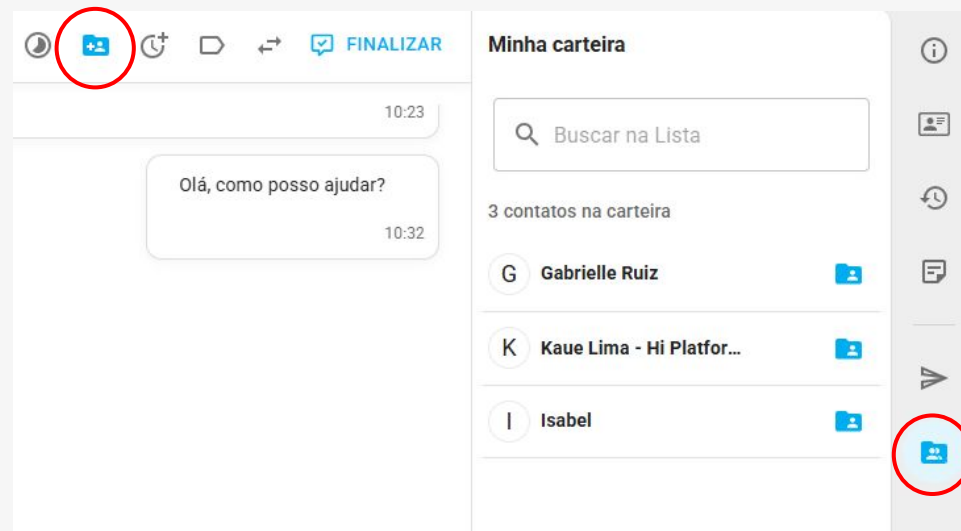 FINALIZAR
10:23
Olá, como posso ajudar?
10:32
Minha carteira
Buscar na Lista
3 contatos na carteira
G Gabrielle Ruiz
K Kaue Lima - Hi Platfor...
I Isabel